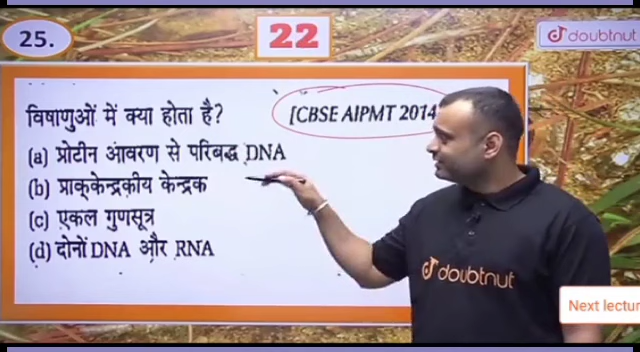 25.
22
doubtnut
विषाणुओं में क्या होता है?
[CBSE AIPMT 2014
(a) प्रोटीन आवरण से परिबद्ध DNA
(b) प्राक्केन्द्रकीय केन्द्रक
(c) एकल गुणसूत्र
(d) दोनों DNA और RNA
doubtnut
Next lectur